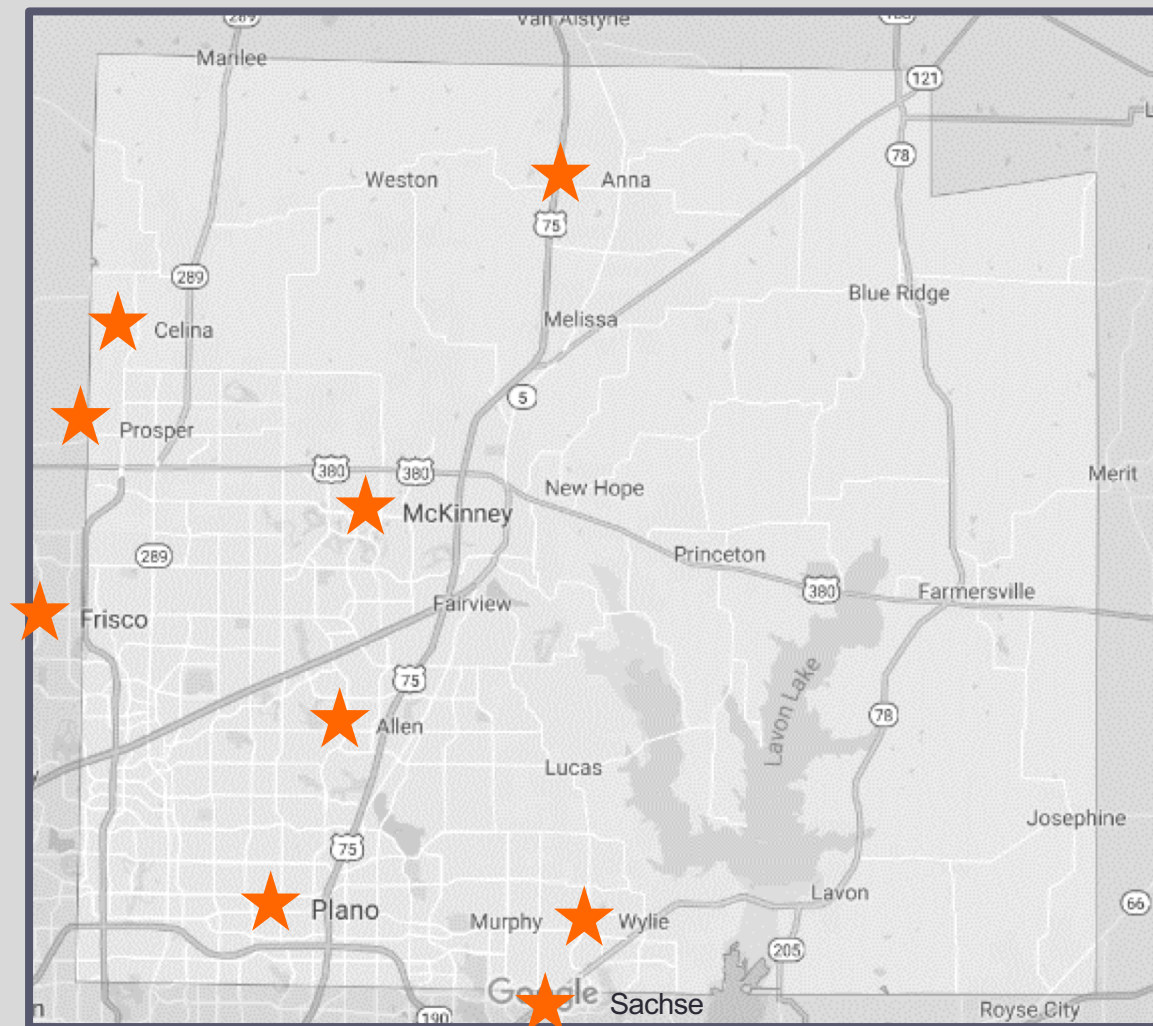 289
Van Alstyne
Marilee
121
78
Weston
Anna
75
289
Blue Ridge
Celina
Melissa
5
Prosper
380
380
Merit
New Hope
McKinney
289
Princeton
380
Farmersville
Fairview
Frisco
75
Lavon Lake
78
Allen
Lucas
Josephine
75
Lavon
66
Plano
Murphy
Wylie
205
Google
Sachse
Royse City
190